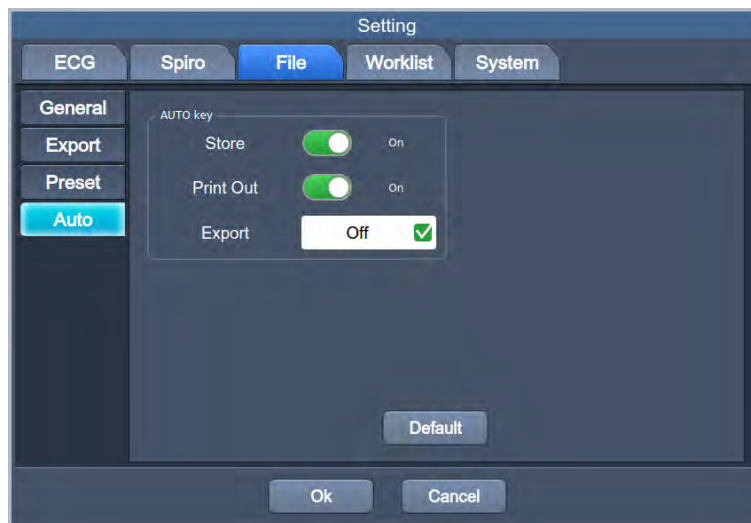 Setting
ECG Spiro File Worklist System
General
Export
Preset
Auto
AUTO key
Store On
Print Out On
Export Off
Default
Ok Cancel